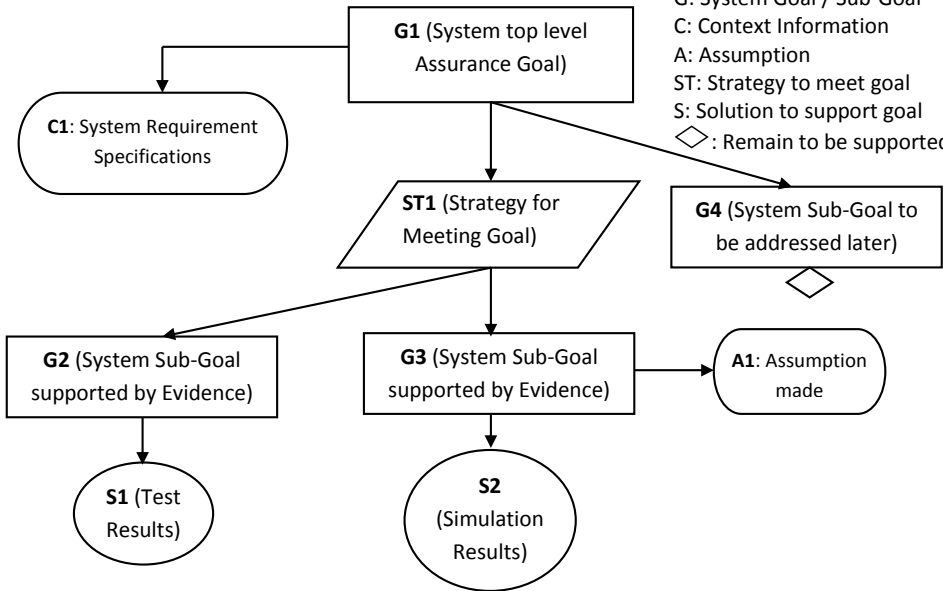 G: System Goal / Sub-Goal
C: Context Information
A: Assumption
ST: Strategy to meet goal
S: Solution to support goal
: Remain to be supported
G1 (System top level
Assurance Goal)
C1: System Requirement
Specifications
ST1 (Strategy for
Meeting Goal)
G4 (System Sub-Goal to
be addressed later)
G2 (System Sub-Goal
supported by Evidence)
G3 (System Sub-Goal
supported by Evidence)
A1: Assumption
made
S1 (Test
Results)
S2
(Simulation
Results)